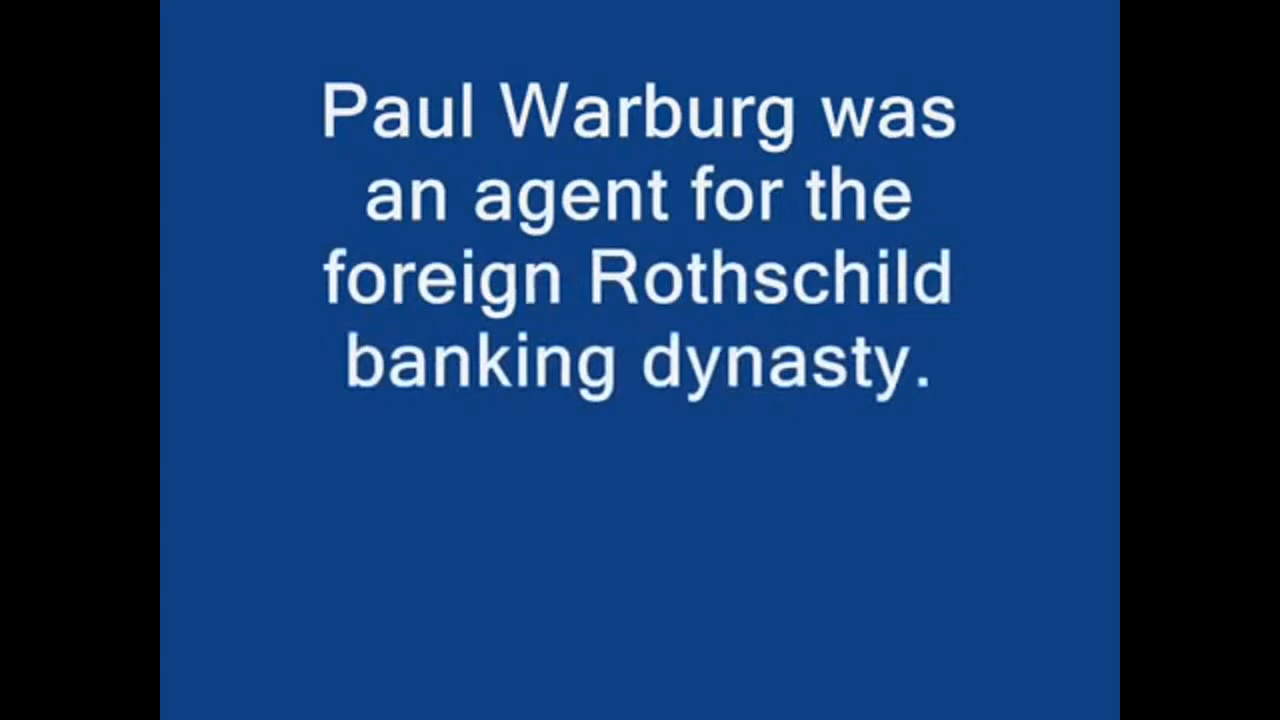 Paul Warburg was
an agent for the
foreign Rothschild
banking dynasty.